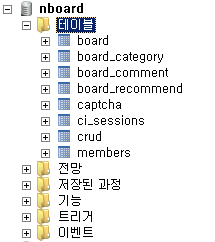 nboard
테이블
board
board_category
board_comment
board_recommend
captcha
ci_sessions
crud
members
전망
저장된 과정
기능
트리거
이벤트